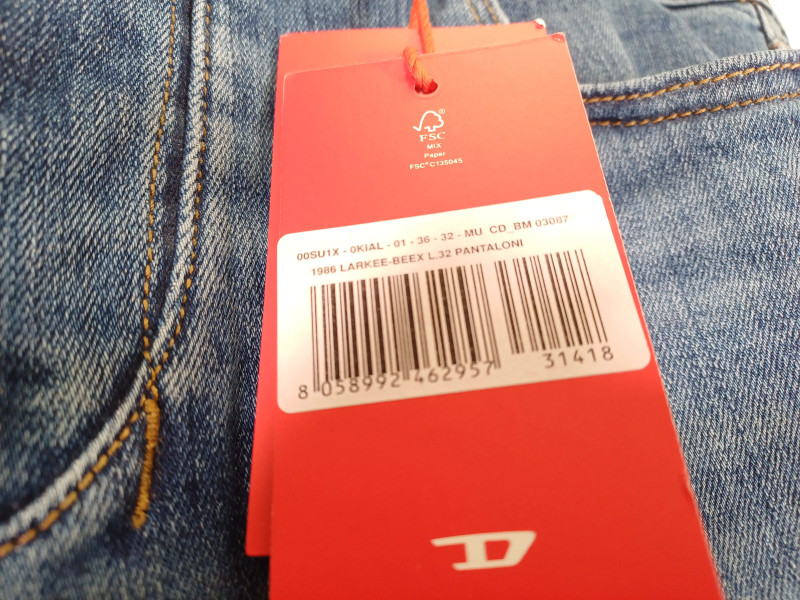 FSC®
MIX
Paper
FSC® C135045
00SU1X - 0KIAL - 01 - 36 - 32 - MU CD_BM 03087
1986 LARKEE-BEEX L.32 PANTALONI
8 058992 462957
31418
D